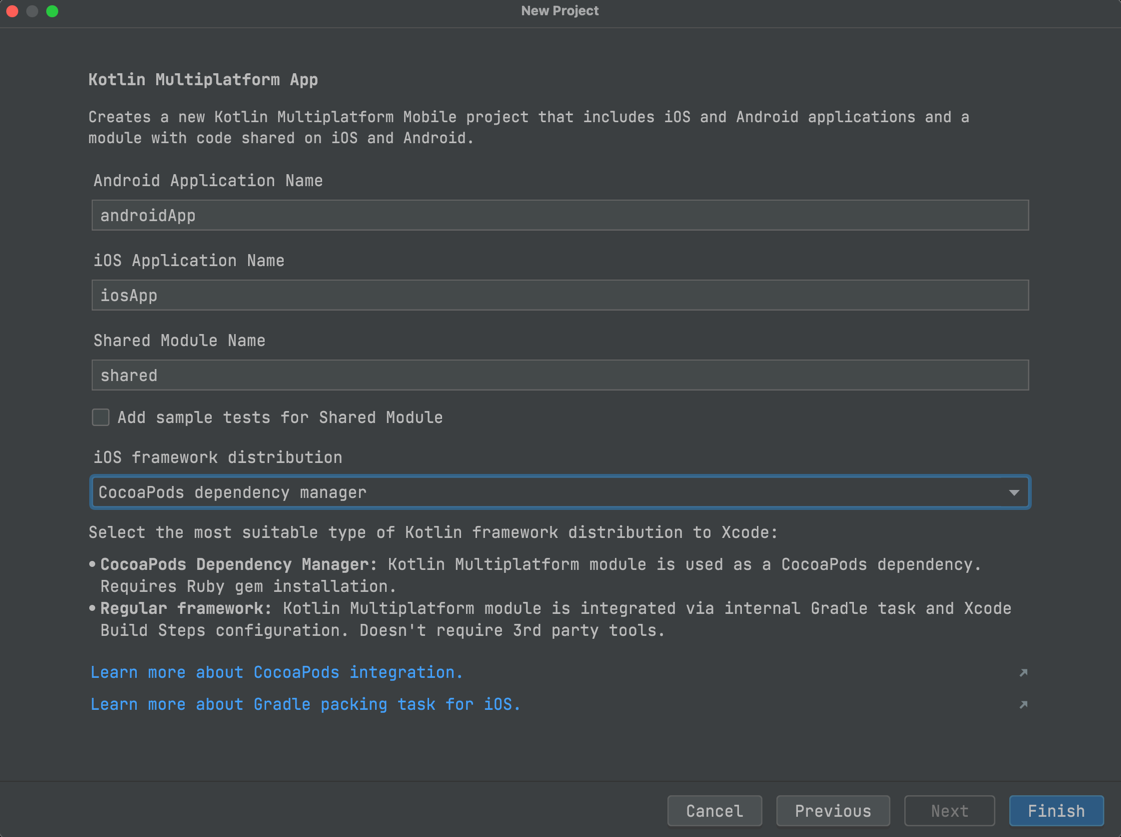 New Project
Kotlin Multiplatform App
Creates a new Kotlin Multiplatform Mobile project that includes iOS and Android applications and a
module with code shared on iOS and Android.
Android Application Name
androidApp
iOS Application Name
iosApp
Shared Module Name
shared
Add sample tests for Shared Module
iOS framework distribution
CocoaPods dependency manager
Select the most suitable type of Kotlin framework distribution to Xcode:
•CocoaPods Dependency Manager: Kotlin Multiplatform module is used as a CocoaPods dependency.
Requires Ruby gem installation.
•Regular framework: Kotlin Multiplatform module is integrated via internal Gradle task and Xcode
Build Steps configuration. Doesn't require 3rd party tools.
Learn more about CocoaPods integration.
Learn more about Gradle packing task for iOS.
Cancel Previous Next Finish